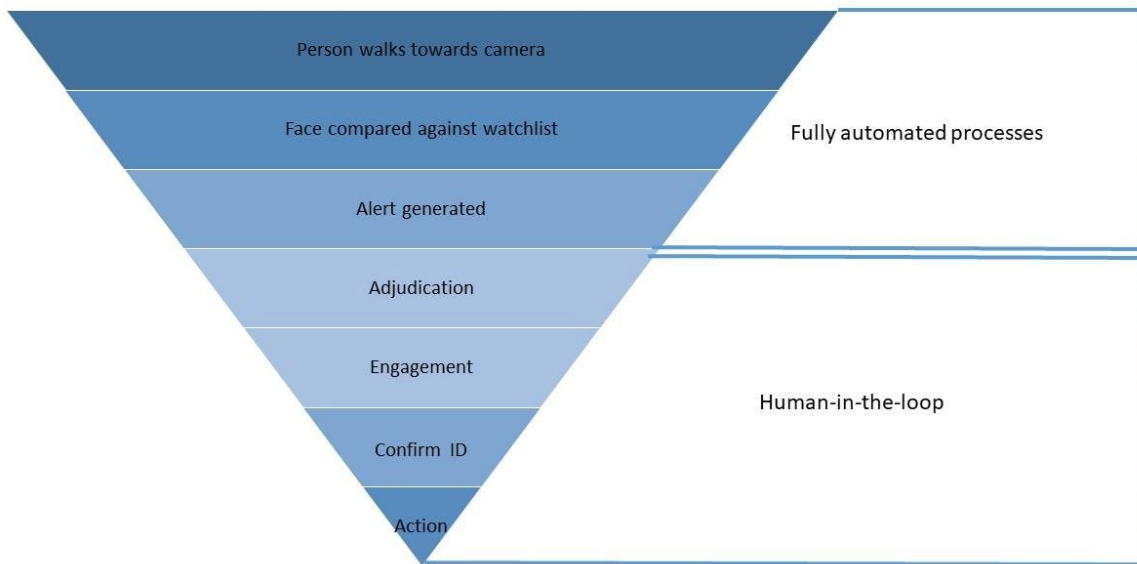 Person walks towards camera
Face compared against watchlist
Fully automated processes
Alert generated
Adjudication
Engagement
Human-in-the-loop
Confirm ID
Action